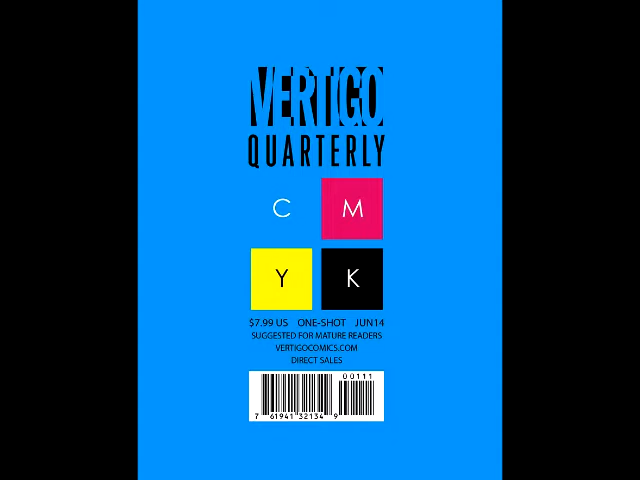 VERTIGO
QUARTERLY
C M
Y K
$7.99 US ONE-SHOT JUN14
SUGGESTED FOR MATURE READERS
VERTIGOCOMICS.COM
DIRECT SALES
00111
7 61941 32134 9